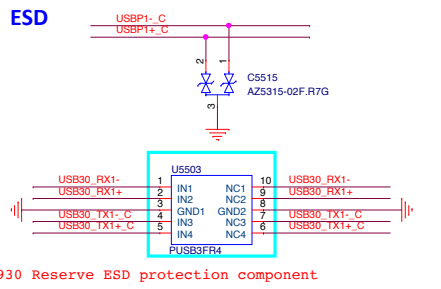 ESD
USBP1-_C
USBP1+_C
2
1
C5515
AZ5315-02F.R7G
3
U5503
USB30_RX1- 1 IN1 NC1 10 USB30_RX1-
USB30_RX1+ 2 IN2 NC2 9 USB30_RX1+
3 GND1 GND2 8
USB30_TX1-_C 4 IN3 NC3 7 USB30_TX1-_C
USB30_TX1+_C 5 IN4 NC4 6 USB30_TX1+_C
PUSB3FR4
930 Reserve ESD protection component